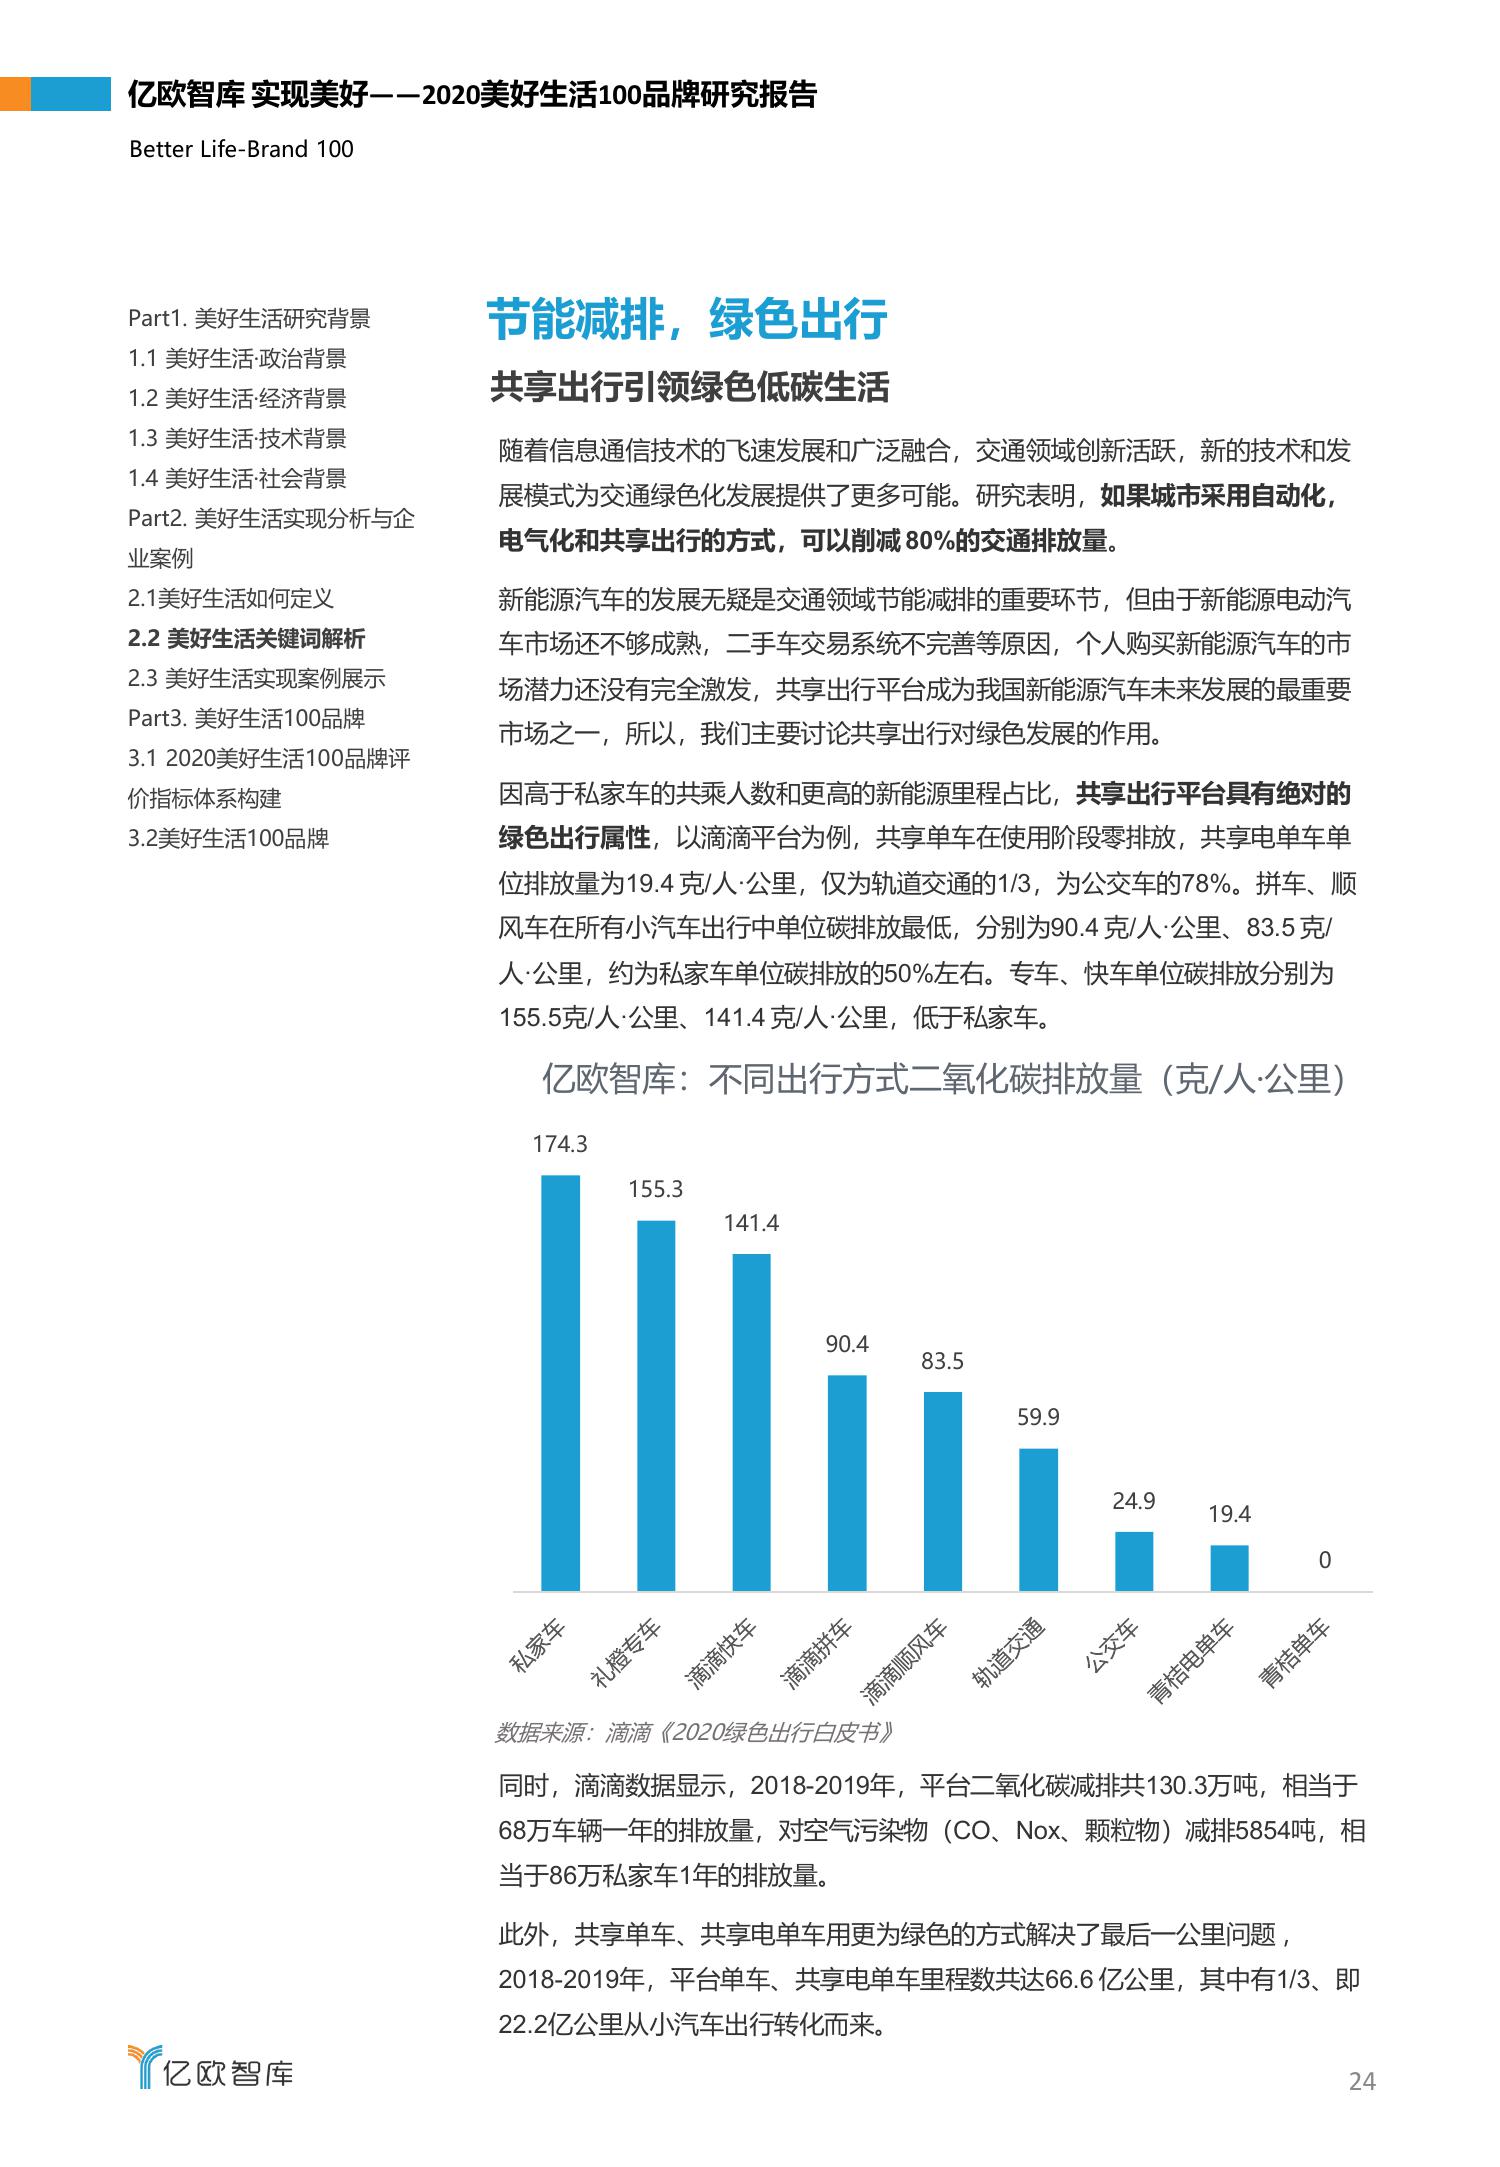 亿欧智库 实现美好——2020美好生活100品牌研究报告
Better Life-Brand 100
Part1. 美好生活研究背景
1.1 美好生活·政治背景
1.2 美好生活·经济背景
1.3 美好生活·技术背景
1.4 美好生活·社会背景
Part2. 美好生活实现分析与企
业案例
2.1美好生活如何定义
2.2 美好生活关键词解析
2.3 美好生活实现案例展示
Part3. 美好生活100品牌
3.1 2020美好生活100品牌评
价指标体系构建
3.2美好生活100品牌
节能减排，绿色出行
共享出行引领绿色低碳生活
随着信息通信技术的飞速发展和广泛融合，交通领域创新活跃，新的技术和发
展模式为交通绿色化发展提供了更多可能。研究表明，如果城市采用自动化，
电气化和共享出行的方式，可以削减80%的交通排放量。
新能源汽车的发展无疑是交通领域节能减排的重要环节，但由于新能源电动汽
车市场还不够成熟，二手车交易系统不完善等原因，个人购买新能源汽车的市
场潜力还没有完全激发，共享出行平台成为我国新能源汽车未来发展的最重要
市场之一，所以，我们主要讨论共享出行对绿色发展的作用。
因高于私家车的共乘人数和更高的新能源里程占比，共享出行平台具有绝对的
绿色出行属性，以滴滴平台为例，共享单车在使用阶段零排放，共享电单车单
位排放量为19.4克/人·公里，仅为轨道交通的1/3，为公交车的78%。拼车、顺
风车在所有小汽车出行中单位碳排放最低，分别为90.4克/人·公里、83.5克/
人·公里，约为私家车单位碳排放的50%左右。专车、快车单位碳排放分别为
155.5克/人·公里、141.4克/人·公里，低于私家车。
亿欧智库：不同出行方式二氧化碳排放量（克/人·公里）
174.3
155.3
141.4
90.4
83.5
59.9
24.9
19.4
0
私家车
礼橙专车
滴滴快车
滴滴拼车
滴滴顺风车
轨道交通
公交车
青桔电单车
青桔单车
数据来源：滴滴《2020绿色出行白皮书》
同时，滴滴数据显示，2018-2019年，平台二氧化碳减排共130.3万吨，相当于
68万车辆一年的排放量，对空气污染物（CO、Nox、颗粒物）减排5854吨，相
当于86万私家车1年的排放量。
此外，共享单车、共享电单车用更为绿色的方式解决了最后一公里问题，
2018-2019年，平台单车、共享电单车里程数共达66.6亿公里，其中有1/3、即
22.2亿公里从小汽车出行转化而来。
亿欧智库
24